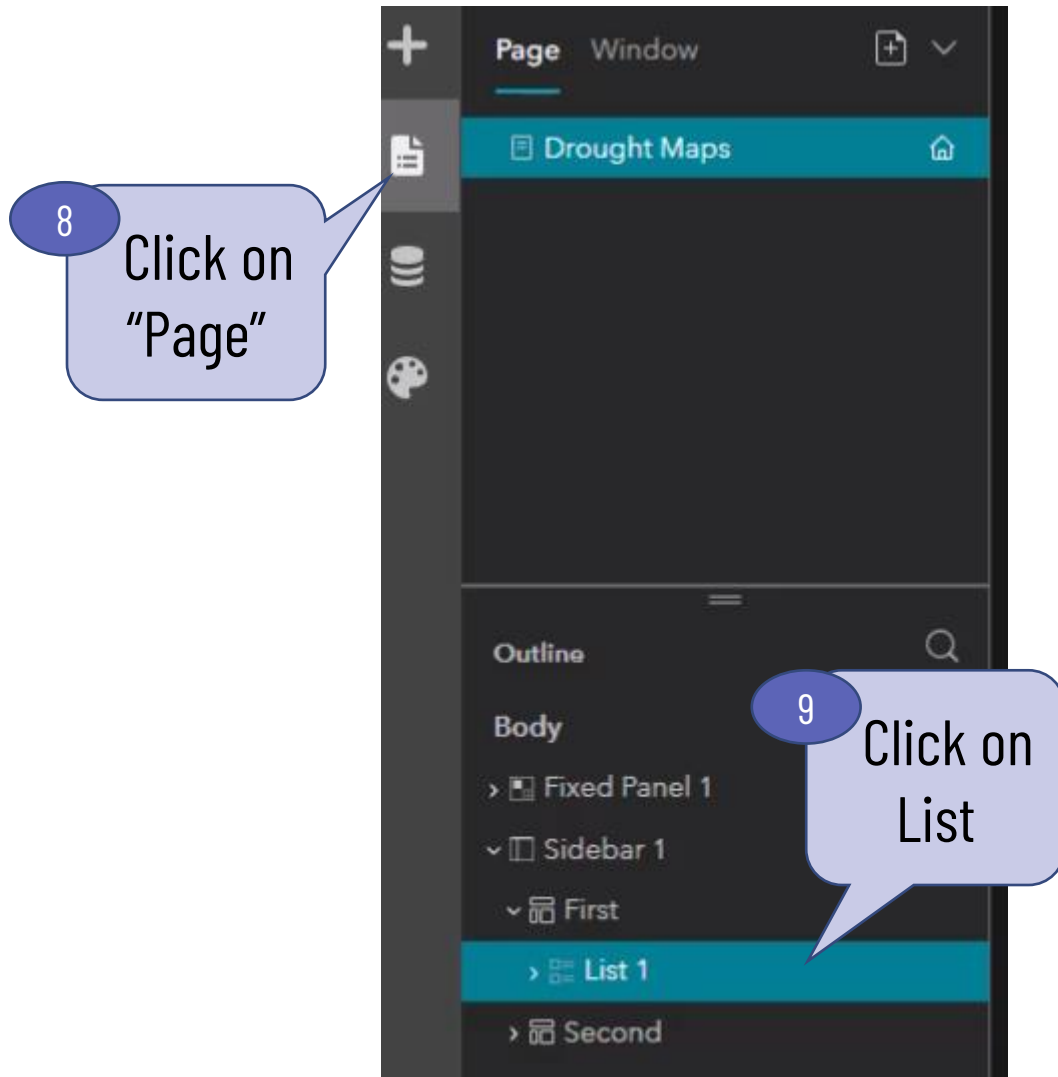 Page Window
Drought Maps
8
Click on
“Page”
Outline
Body
Fixed Panel 1
Sidebar 1
First
List 1
Second
9
Click on
List